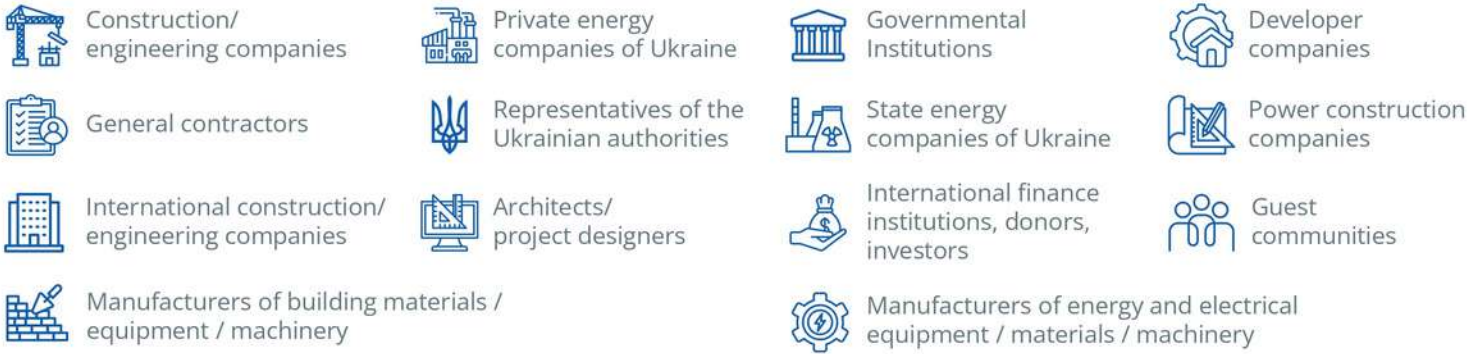 Construction/
engineering companies
Private energy
companies of Ukraine
Governmental
Institutions
Developer
companies
General contractors
Representatives of the
Ukrainian authorities
State energy
companies of Ukraine
Power construction
companies
International construction/
engineering companies
Architects/
project designers
International finance
institutions, donors,
investors
Guest
communities
Manufacturers of building materials /
equipment / machinery
Manufacturers of energy and electrical
equipment / materials / machinery